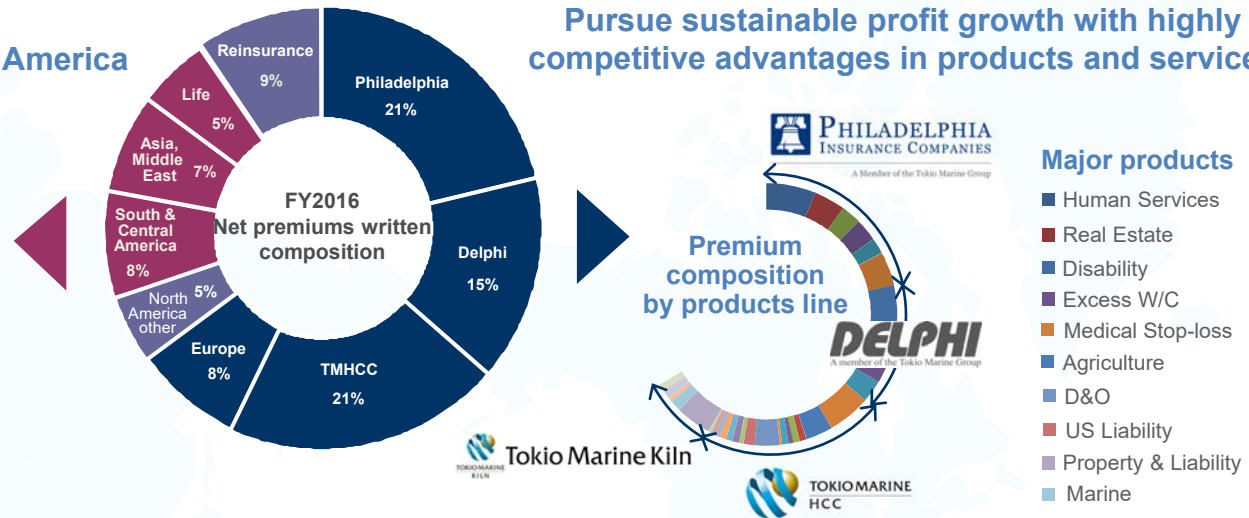 America
Pursue sustainable profit growth with highly
competitive advantages in products and service
Reinsurance
9%
Philadelphia
21%
Life
5%
Asia,
Middle
East
7%
South &
Central
America
8%
North
America
other
5%
Europe
8%
TMHCC
21%
Delphi
15%
FY2016
Net premiums written
composition
PHILADELPHIA
INSURANCE COMPANIES
A Member of the Tokio Marine Group
Premium
composition
by products line
DELPHI
A member of the Tokio Marine Group
TOKIO MARINE
KILN
Tokio Marine Kiln
TOKIO MARINE
HCC
Major products
Human Services
Real Estate
Disability
Excess W/C
Medical Stop-loss
Agriculture
D&O
US Liability
Property & Liability
Marine